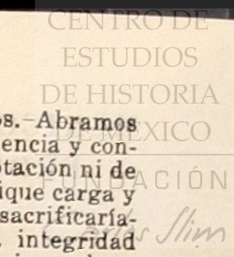 CENTRO DE
ESTUDIOS
DE HISTORIA
DE MÉXICO
FUNDACIÓN
Carlos Slim
os.-Abramos
encia y con-
tación ni de
ique carga y
sacrificaría-
integridad